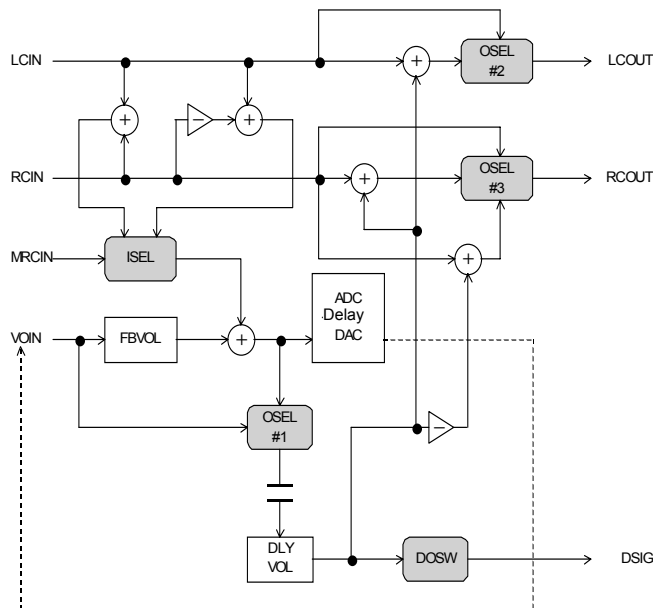 LCIN
OSEL
#2
LCOUT
+
+
−
+
RCIN
+
OSEL
#3
RCOUT
MRCIN
ISEL
+
VOIN
FBVOL
+
ADC
Delay
DAC
OSEL
#1
−
DLY
VOL
DOSW
DSIG